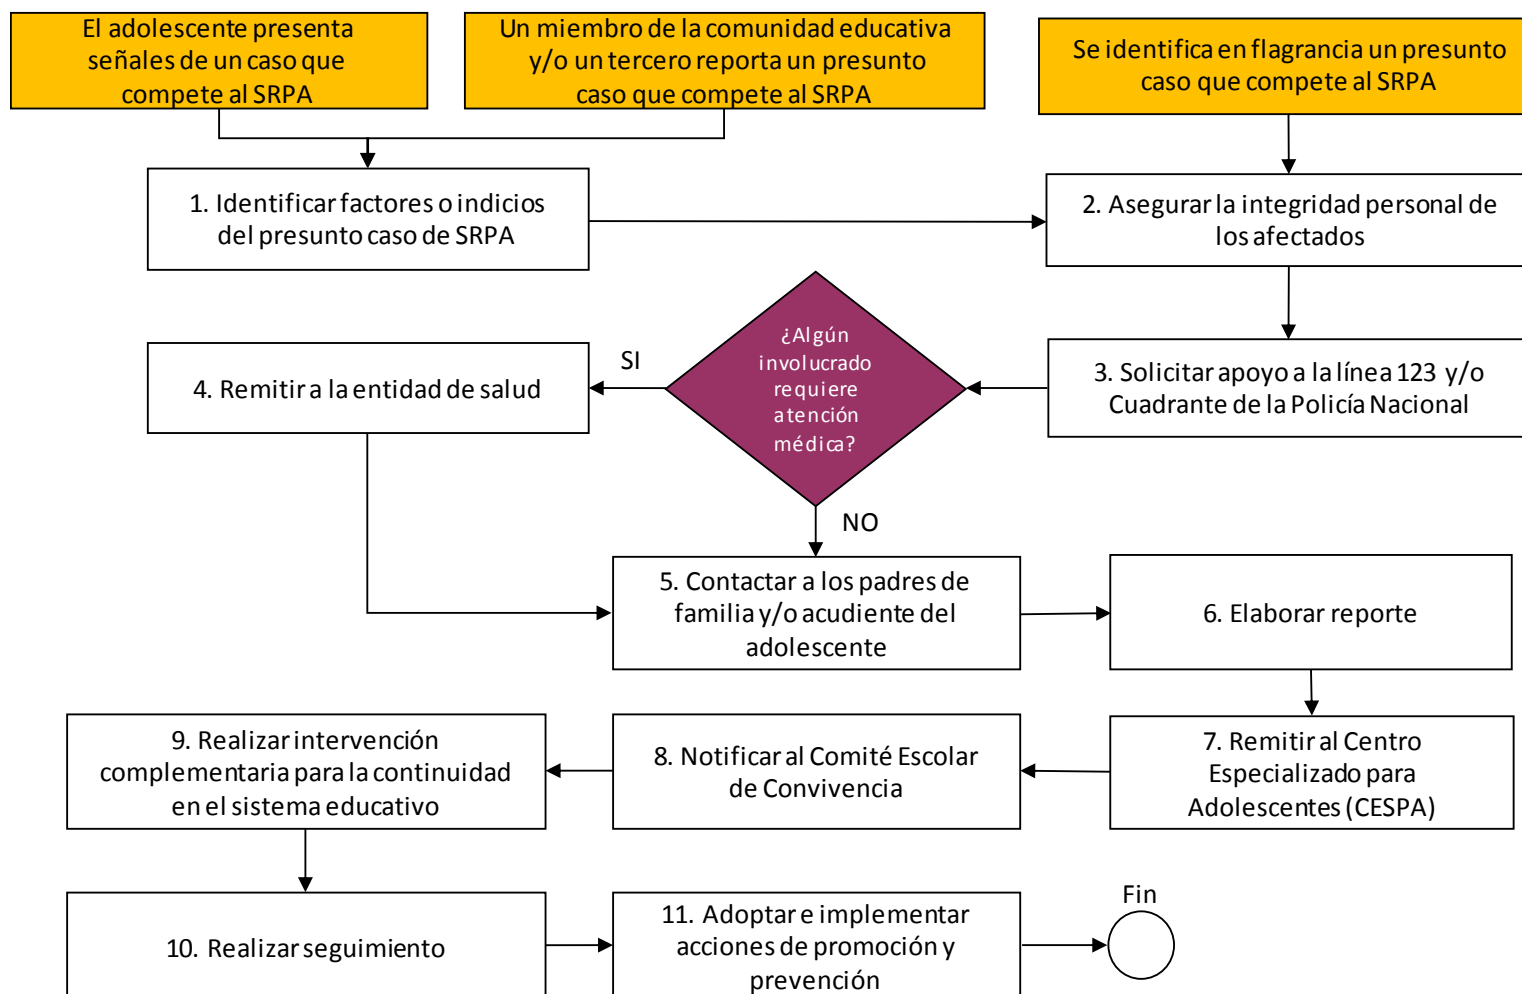 El adolescente presenta
señales de un caso que
compete al SRPA
Un miembro de la comunidad educativa
y/o un tercero reporta un presunto
caso que compete al SRPA
Se identifica en flagrancia un presunto
caso que compete al SRPA
1. Identificar factores o indicios
del presunto caso de SRPA
2. Asegurar la integridad personal de
los afectados
¿Algún
involucrado
requiere
atención
médica?
SI
4. Remitir a la entidad de salud
3. Solicitar apoyo a la línea 123 y/o
Cuadrante de la Policía Nacional
NO
5. Contactar a los padres de
familia y/o acudiente del
adolescente
6. Elaborar reporte
9. Realizar intervención
complementaria para la continuidad
en el sistema educativo
8. Notificar al Comité Escolar
de Convivencia
7. Remitir al Centro
Especializado para
Adolescentes (CESPA)
10. Realizar seguimiento
11. Adoptar e implementar
acciones de promoción y
prevención
Fin